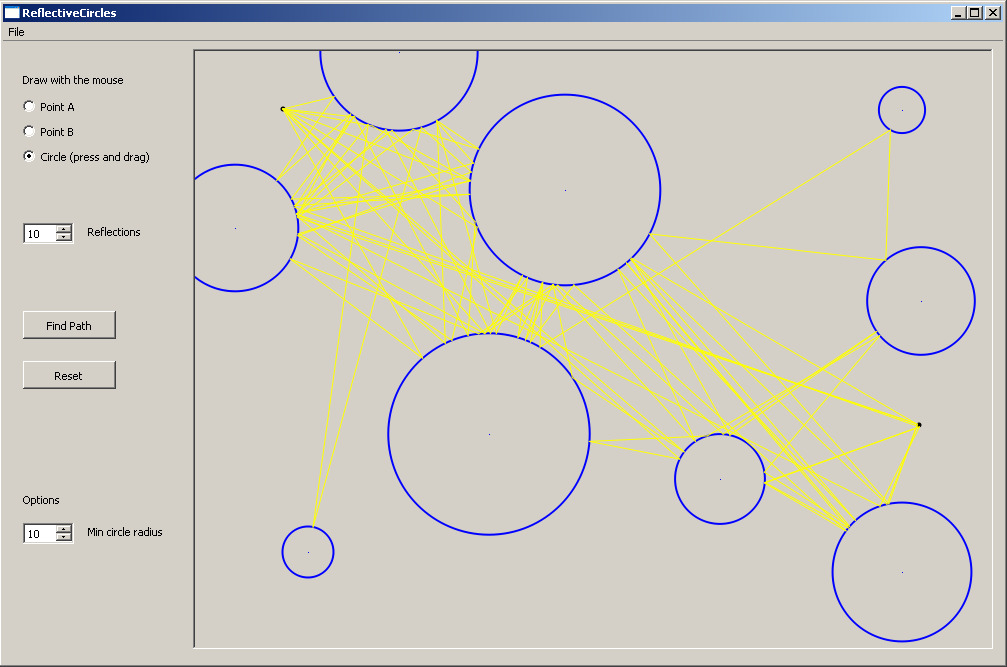 ReflectiveCircles
File
Draw with the mouse
Point A
Point B
Circle (press and drag)
10 Reflections
Find Path
Reset
Options
10 Min circle radius